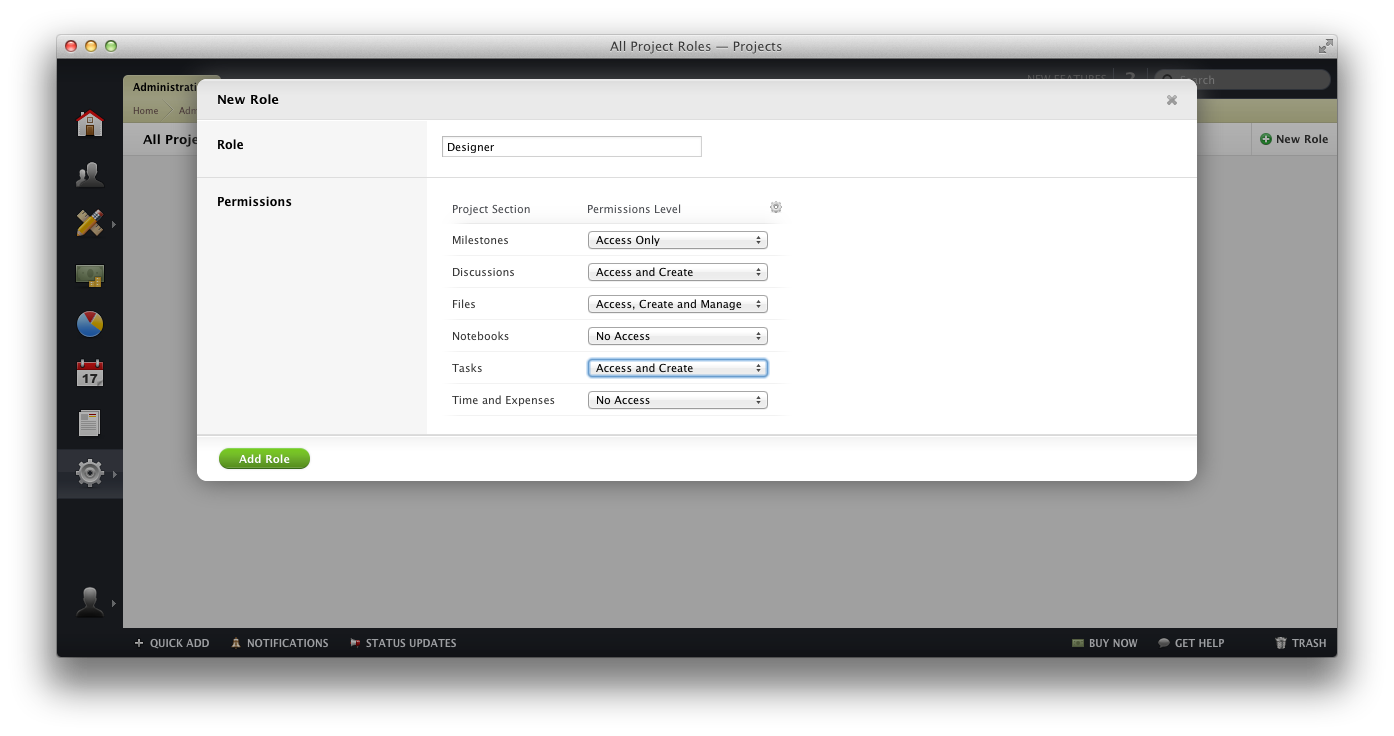 All Project Roles — Projects
NEW FEATURES ? Search
Home
All Proje
New Role
New Role
Role
Designer
Permissions
Project Section Permissions Level
Milestones Access Only
Discussions Access and Create
Files Access, Create and Manage
Notebooks No Access
Tasks Access and Create
Time and Expenses No Access
Add Role
17
QUICK ADD NOTIFICATIONS STATUS UPDATES BUY NOW GET HELP TRASH